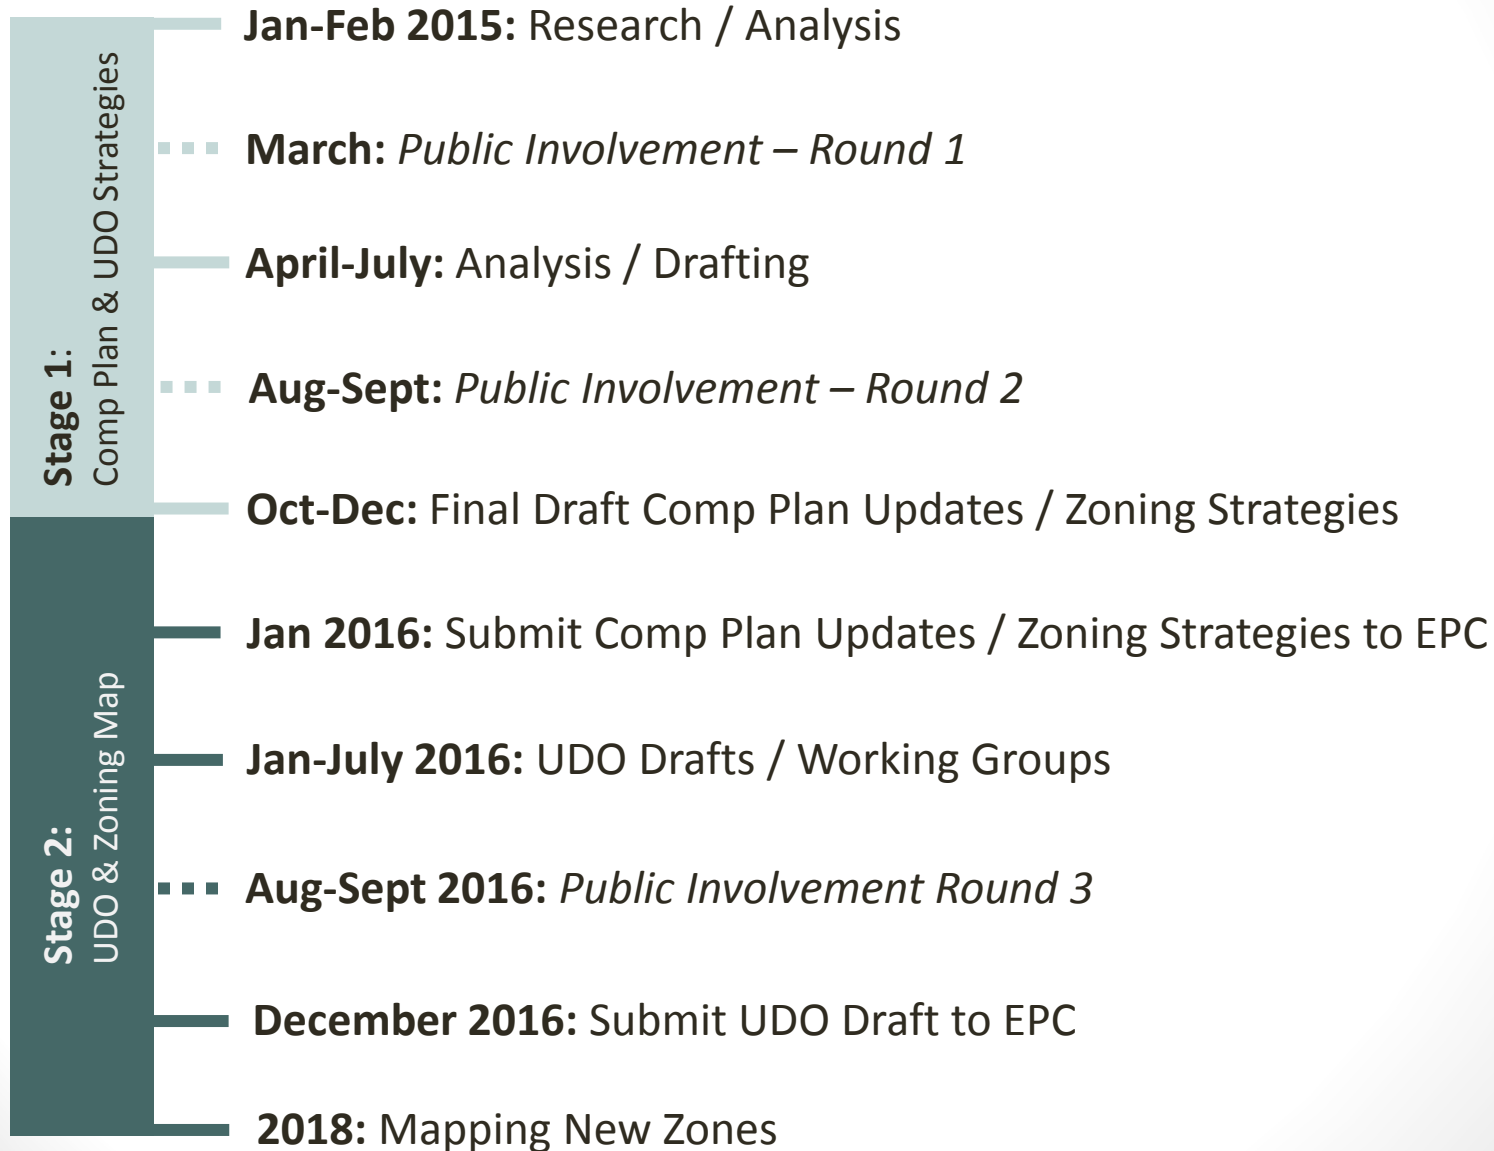 Jan-Feb 2015: Research / Analysis
March: Public Involvement – Round 1
April-July: Analysis / Drafting
Aug-Sept: Public Involvement – Round 2
Oct-Dec: Final Draft Comp Plan Updates / Zoning Strategies
Stage 1:
Comp Plan & UDO Strategies
Jan 2016: Submit Comp Plan Updates / Zoning Strategies to EPC
Jan-July 2016: UDO Drafts / Working Groups
Aug-Sept 2016: Public Involvement Round 3
December 2016: Submit UDO Draft to EPC
2018: Mapping New Zones
Stage 2:
UDO & Zoning Map